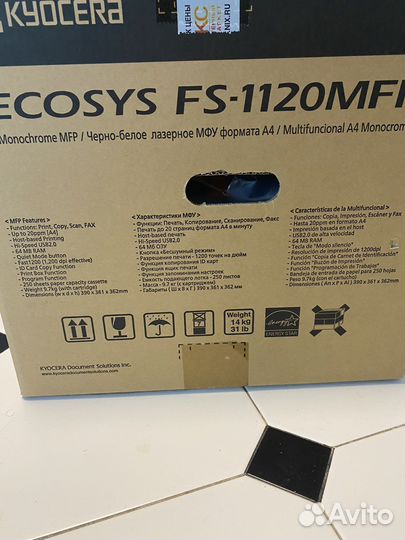 KYOCERA
К ЦЕНЫ
NIX.RU
ECOSYS FS-1120MFP
Monochrome MFP / Черно-белое лазерное МФУ формата A4 / Multifuncional A4 Monocrom
•MFP Features>
- Functions: Print, Copy, Scan, FAX
- Up to 20ppm (A4)
- Host-based Printing
- Hi-Speed USB2.0
- 64 MB RAM
- Quiet Mode button
- Fast1200 (1,200 dpi effective)
- ID Card Copy Function
- Print Box Function
- Program Function
- 250 sheets paper capacity cassette
- Weight 9.7kg (with cartridge)
- Dimensions (w x d x h) 390 x 361 x 362mm
<Характеристики МФУ>
- Функции: Печать, Копирование, Сканирование, Факс
- Печать до 20 страниц формата А4 в минуту
- Host-based печать
- Hi-Speed USB2.0
- 64 Мб ОЗУ
- Кнопка «Бесшумный режим»
- Разрешение печати - 1200 точек на дюйм
- Функция копирования ID карт
- Функция ящик печати
- Функция запоминания настроек
- Емкость подающего лотка - 250 листов
- Масса - 9.7 кг (с картриджем)
- Габариты ( Ш x Г x В ) 390 x 361 x 362 мм
<Características de la Multifuncional>
- Funciones: Copia, Impresión, Escáner y Fax
- Hasta 20ppm en formato A4
- Impresión basada en el host
- USB2.0 de alta velocidad
- 64 MB RAM
- Tecla de "Modo silencio"
- Resolución de impresión de 1200dpi
- Función "Copia de Carnet de Identificación"
- Función "Buzón de Impresión"
- Función "Programación de Trabajos"
- Bandeja de entrada de papel para 250 hojas
- Peso 9.7kg (con el cartucho)
- Dimensiones ( An x P x Al ) 390 x 361 x 362mm
Weight
14 kg
31 lb
ENERGY STAR
KYOCERA Document Solutions Inc.
Avito